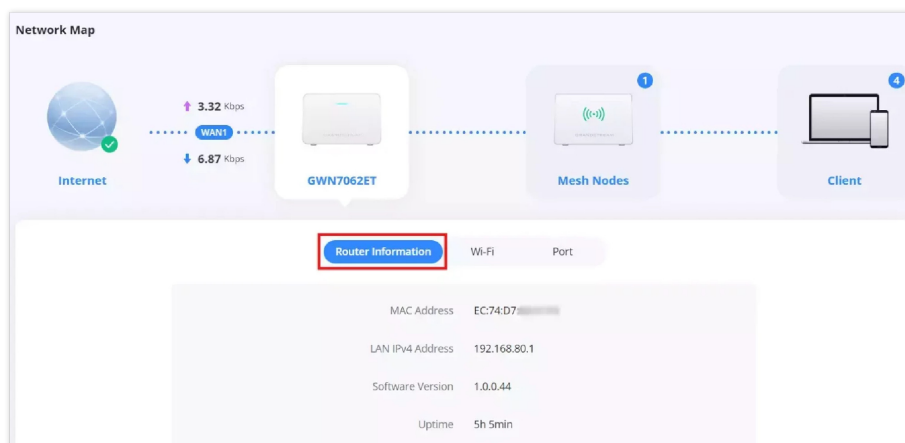 Network Map
1
4
3.32 Kbps
WAN1
6.87 Kbps
Internet
GWN7062ET
Mesh Nodes
Client
Router Information
Wi-Fi
Port
MAC Address EC:74:D7:
LAN IPv4 Address 192.168.80.1
Software Version 1.0.0.44
Uptime 5h 5min